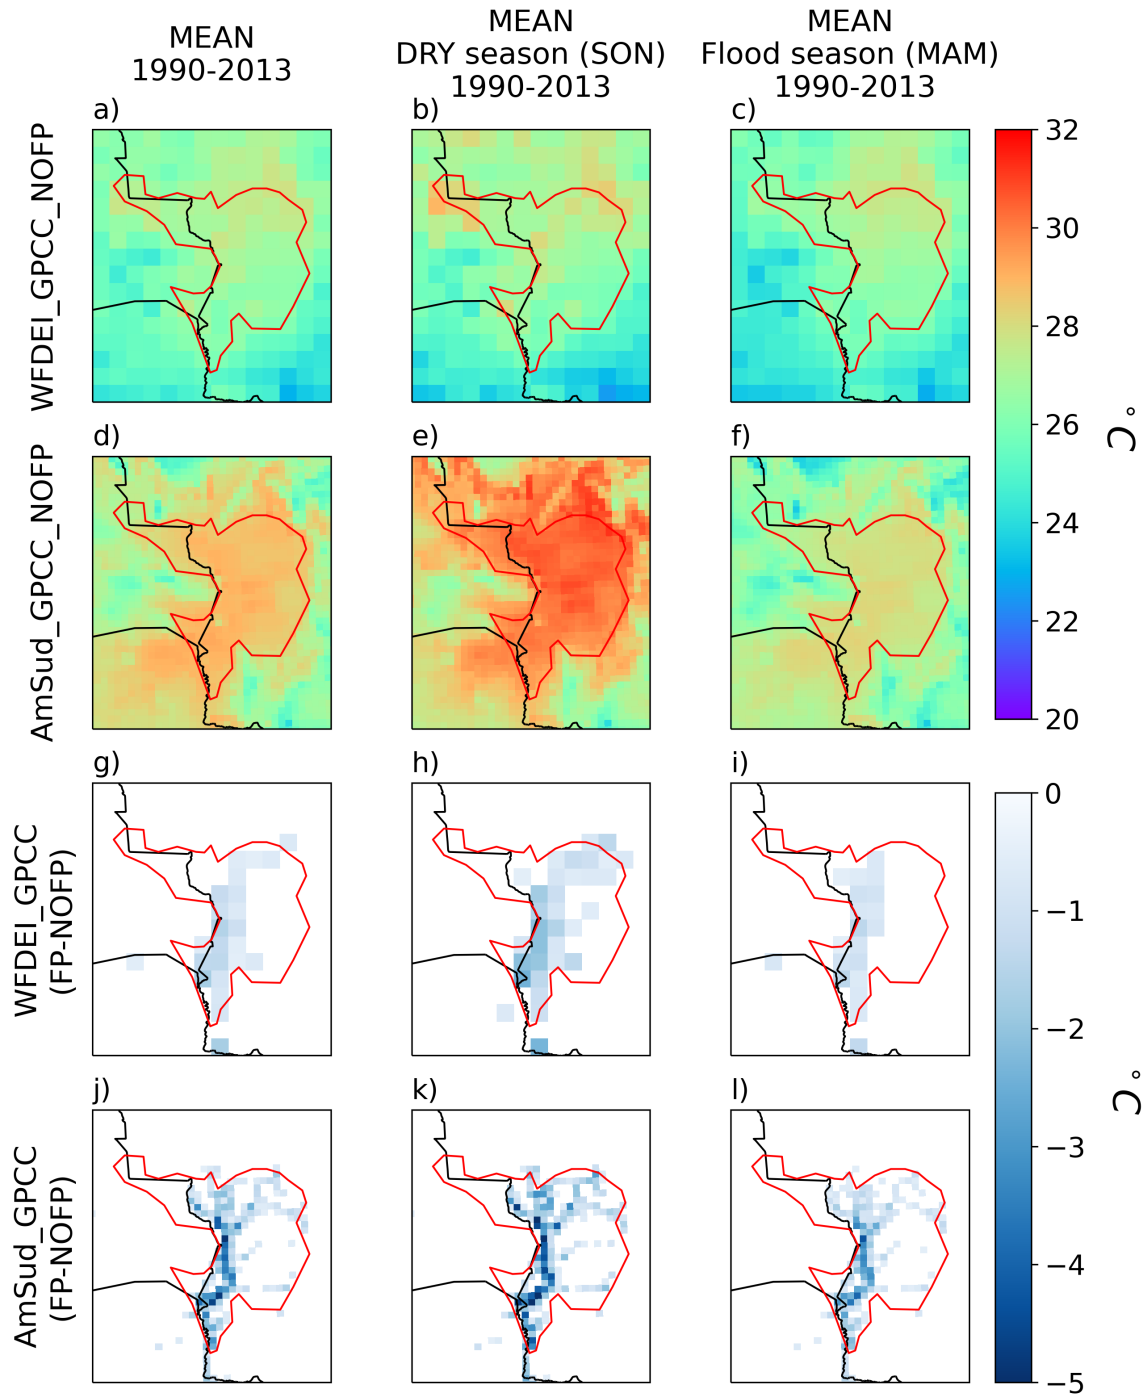 MEAN
1990-2013
MEAN
DRY season (SON)
1990-2013
MEAN
Flood season (MAM)
1990-2013
WFDEI_GPCC_NOFP
a)
b)
c)
AmSud_GPCC_NOFP
d)
e)
f)
32
30
28
26
24
22
20
°C
WFDEI_GPCC
(FP-NOFP)
g)
h)
i)
AmSud_GPCC
(FP-NOFP)
j)
k)
l)
0
−1
−2
−3
−4
−5
°C